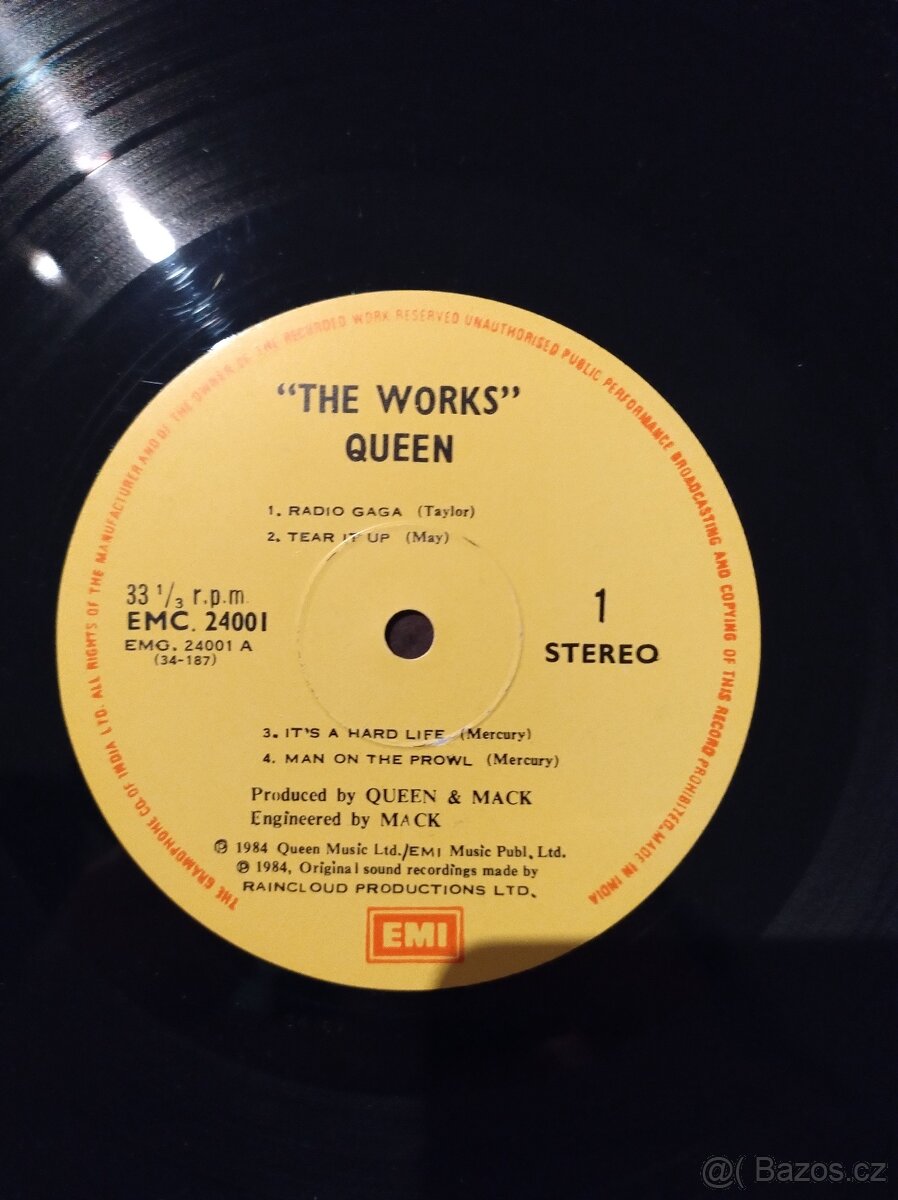 THE GRAMOPHONE CO. OF INDIA LTD. ALL RIGHTS OF THE MANUFACTURER AND OF THE OWNER OF THE RECORDED WORK RESERVED UNAUTHORISED PUBLIC PERFORMANCE BROADCASTING AND COPYING OF THIS RECORD PROHIBITED. MADE IN INDIA
"THE WORKS"
QUEEN
1. RADIO GAGA (Taylor)
2. TEAR IT UP (May)
33 1/3 r.p.m.
EMC. 24001
EMG. 24001 A
(34-187)
1
STEREO
3. IT'S A HARD LIFE (Mercury)
4. MAN ON THE PROWL (Mercury)
Produced by QUEEN & MACK
Engineered by MACK
℗ 1984 Queen Music Ltd./EMI Music Publ. Ltd.
℗ 1984, Original sound recordings made by
RAINCLOUD PRODUCTIONS LTD.
EMI
@( Bazos.cz